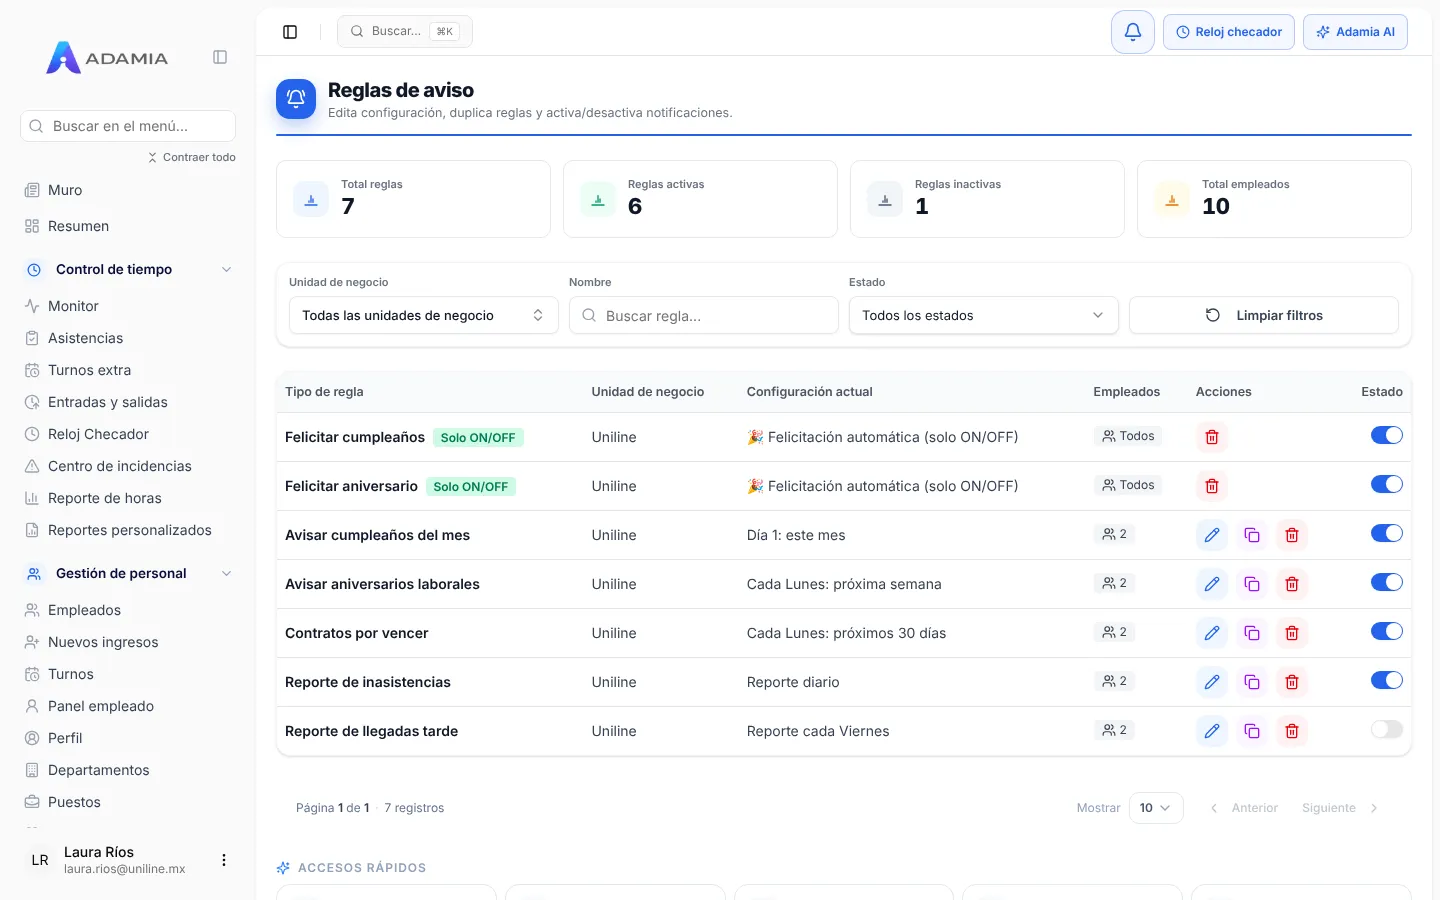 ADAMIA
Buscar en el menú...
Contraer todo
Muro
Resumen
Control de tiempo
Monitor
Asistencias
Turnos extra
Entradas y salidas
Reloj Checador
Centro de incidencias
Reporte de horas
Reportes personalizados
Gestión de personal
Empleados
Nuevos ingresos
Turnos
Panel empleado
Perfil
Departamentos
Puestos
LR
Laura Ríos
laura.rios@uniline.mx
Buscar... ⌘K
Reloj checador
Adamia AI
Reglas de aviso
Edita configuración, duplica reglas y activa/desactiva notificaciones.
Total reglas
7
Reglas activas
6
Reglas inactivas
1
Total empleados
10
Unidad de negocio
Todas las unidades de negocio
Nombre
Buscar regla...
Estado
Todos los estados
Limpiar filtros
Tipo de regla Unidad de negocio Configuración actual Empleados Acciones Estado
Felicitar cumpleaños Solo ON/OFF Uniline 🎉 Felicitación automática (solo ON/OFF) Todos
Felicitar aniversario Solo ON/OFF Uniline 🎉 Felicitación automática (solo ON/OFF) Todos
Avisar cumpleaños del mes Uniline Día 1: este mes 2
Avisar aniversarios laborales Uniline Cada Lunes: próxima semana 2
Contratos por vencer Uniline Cada Lunes: próximos 30 días 2
Reporte de inasistencias Uniline Reporte diario 2
Reporte de llegadas tarde Uniline Reporte cada Viernes 2
Página 1 de 1 · 7 registros
Mostrar 10 Anterior Siguiente
ACCESOS RÁPIDOS